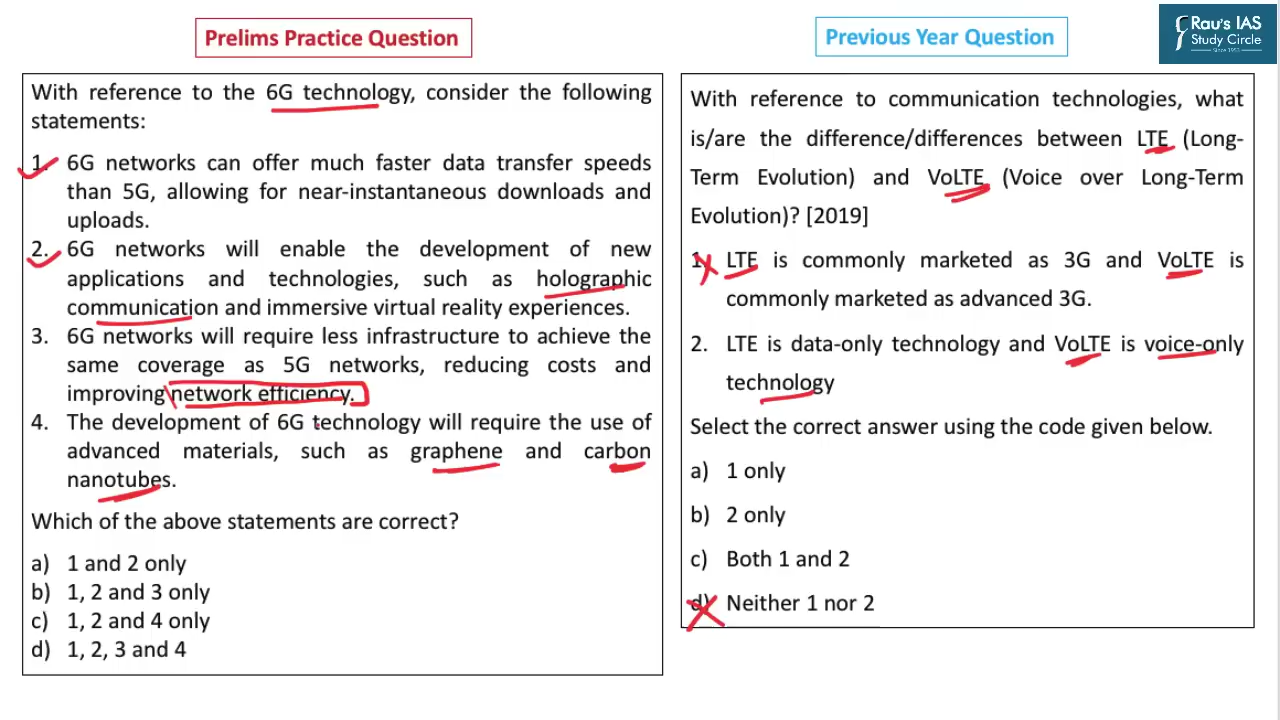 Prelims Practice Question
With reference to the 6G technology, consider the following
statements:
1. 6G networks can offer much faster data transfer speeds
than 5G, allowing for near-instantaneous downloads and
uploads.
2. 6G networks will enable the development of new
applications and technologies, such as holographic
communication and immersive virtual reality experiences.
3. 6G networks will require less infrastructure to achieve the
same coverage as 5G networks, reducing costs and
improving network efficiency.
4. The development of 6G technology will require the use of
advanced materials, such as graphene and carbon
nanotubes.
Which of the above statements are correct?
a) 1 and 2 only
b) 1, 2 and 3 only
c) 1, 2 and 4 only
d) 1, 2, 3 and 4
Previous Year Question
Rau's IAS
Study Circle
Since 1953
With reference to communication technologies, what
is/are the difference/differences between LTE (Long-
Term Evolution) and VoLTE (Voice over Long-Term
Evolution)? [2019]
1. LTE is commonly marketed as 3G and VoLTE is
commonly marketed as advanced 3G.
2. LTE is data-only technology and VoLTE is voice-only
technology
Select the correct answer using the code given below.
a) 1 only
b) 2 only
c) Both 1 and 2
d) Neither 1 nor 2